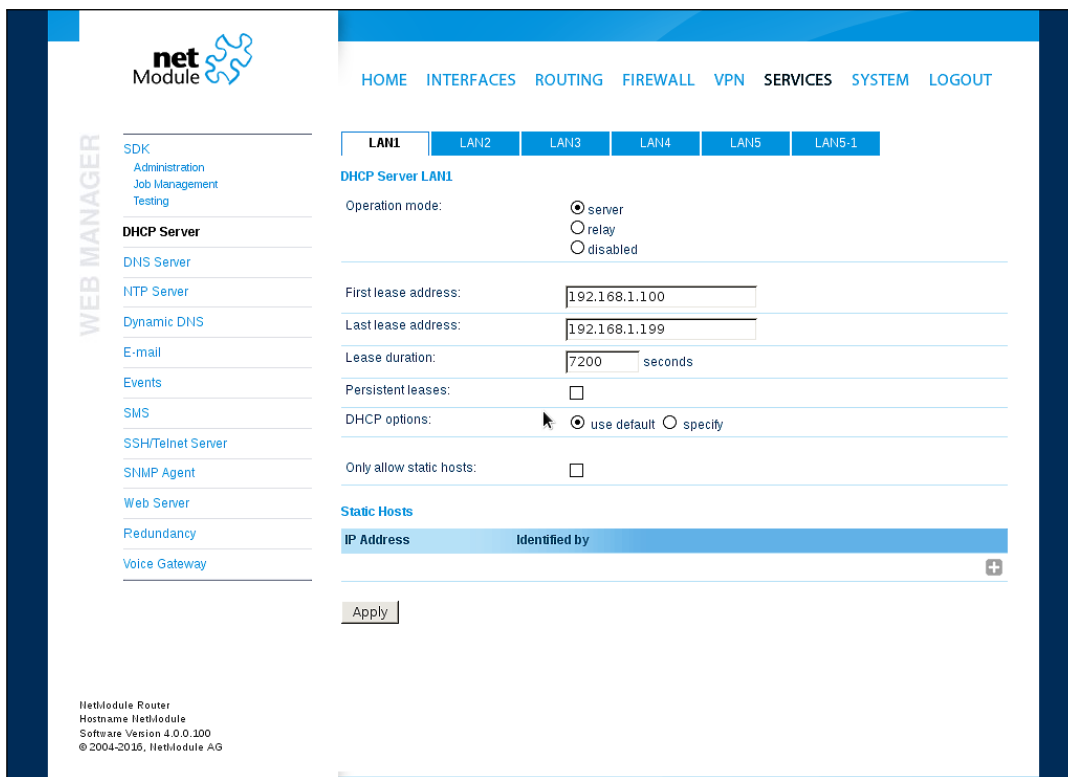 net
Module
HOME INTERFACES ROUTING FIREWALL VPN SERVICES SYSTEM LOGOUT
WEB MANAGER
SDK
Administration
Job Management
Testing
DHCP Server
DNS Server
NTP Server
Dynamic DNS
E-mail
Events
SMS
SSH/Telnet Server
SNMP Agent
Web Server
Redundancy
Voice Gateway
LAN1 LAN2 LAN3 LAN4 LAN5 LAN5-1
DHCP Server LAN1
Operation mode: server
relay
disabled
First lease address: 192.168.1.100
Last lease address: 192.168.1.199
Lease duration: 7200 seconds
Persistent leases:
DHCP options: use default specify
Only allow static hosts:
Static Hosts
IP Address Identified by
Apply
NetModule Router
Hostname NetModule
Software Version 4.0.0.100
© 2004-2016, NetModule AG